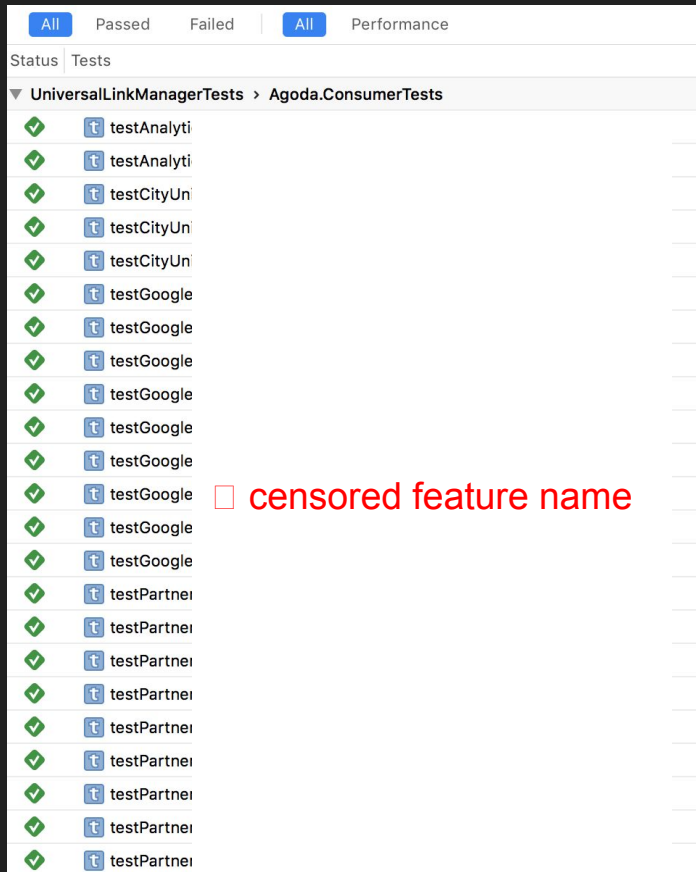 All Passed Failed All Performance
Status Tests
UniversalLinkManagerTests > Agoda.ConsumerTests
t testAnalyti
t testAnalyti
t testCityUni
t testCityUni
t testCityUni
t testGoogle
t testGoogle
t testGoogle
t testGoogle
t testGoogle
t testGoogle
t testGoogle censored feature name
t testGoogle
t testGoogle
t testPartner
t testPartner
t testPartner
t testPartner
t testPartner
t testPartner
t testPartner
t testPartner
t testPartner